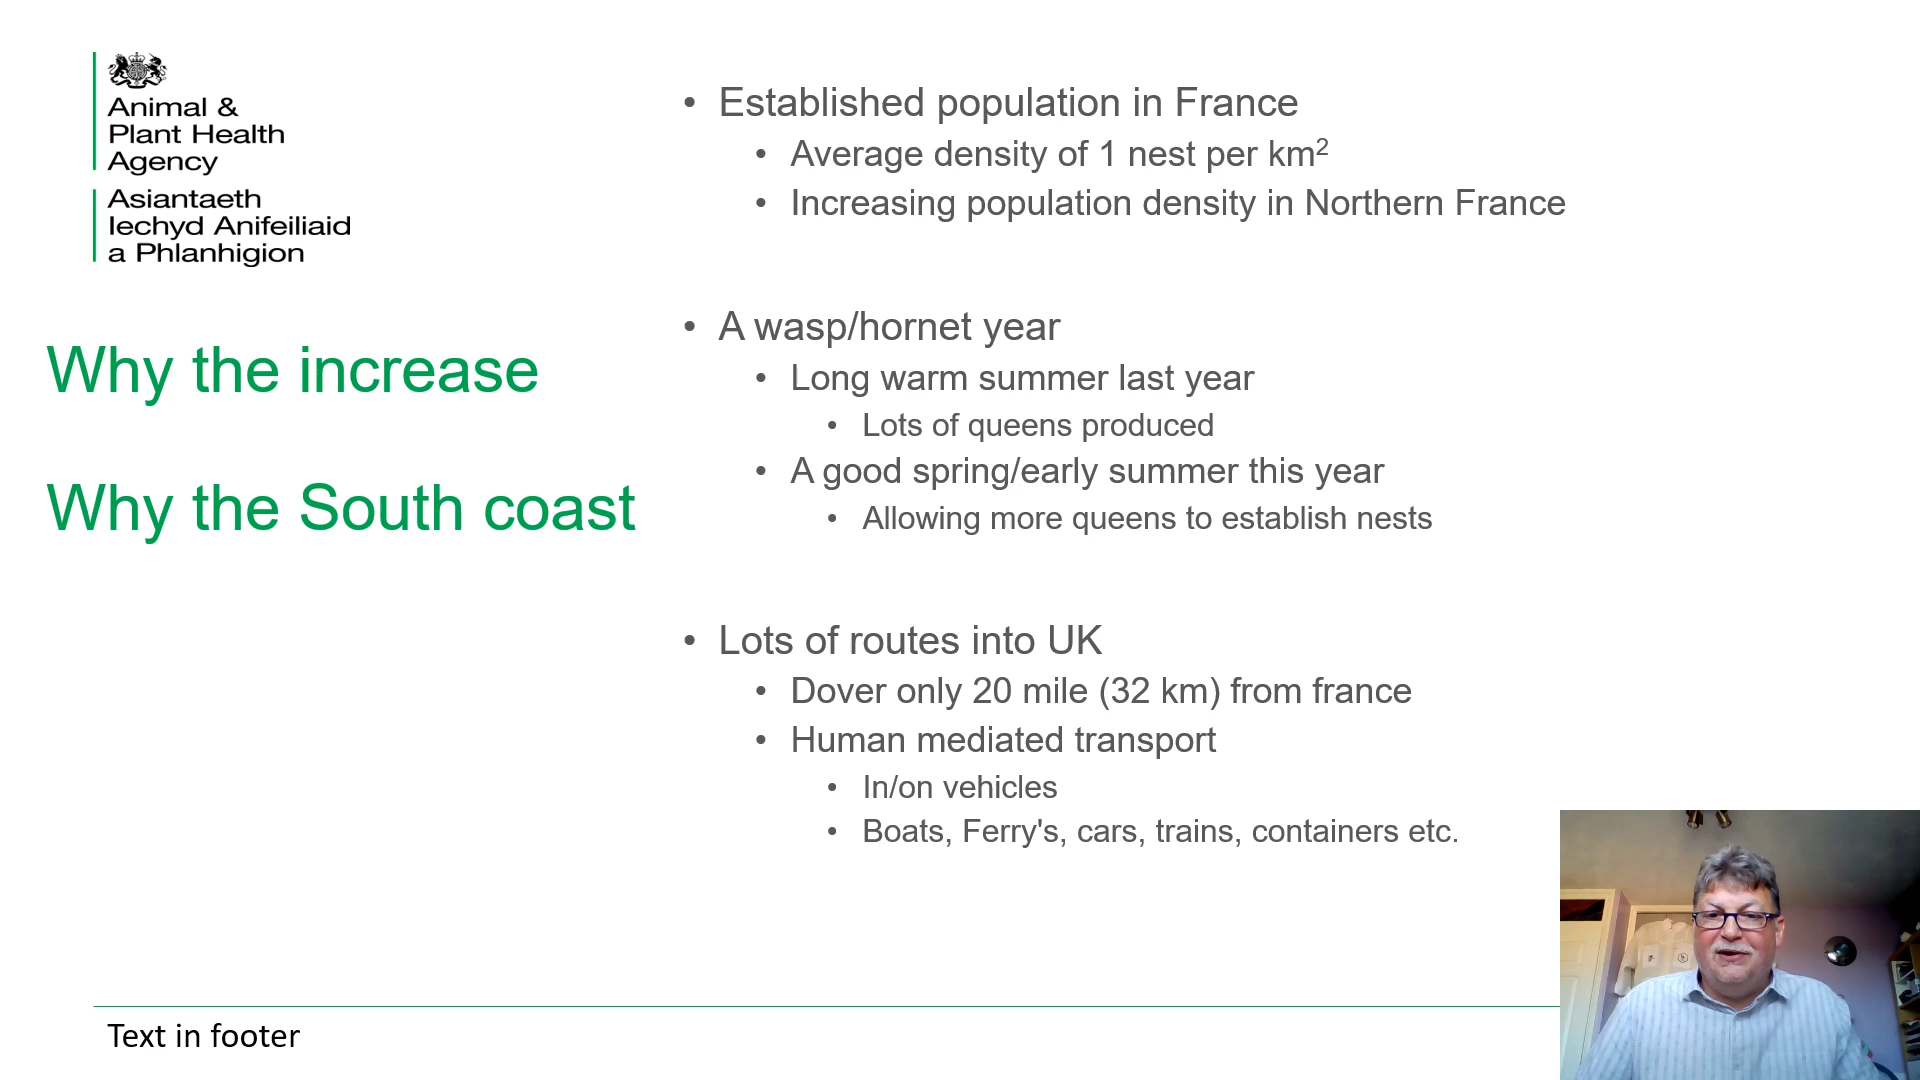 Animal &
Plant Health
Agency
Asiantaeth
Iechyd Anifeiliaid
a Phlanhigion
Why the increase
Why the South coast
• Established population in France
• Average density of 1 nest per km²
• Increasing population density in Northern France
• A wasp/hornet year
• Long warm summer last year
• Lots of queens produced
• A good spring/early summer this year
• Allowing more queens to establish nests
• Lots of routes into UK
• Dover only 20 mile (32 km) from france
• Human mediated transport
• In/on vehicles
• Boats, Ferry's, cars, trains, containers etc.
Text in footer